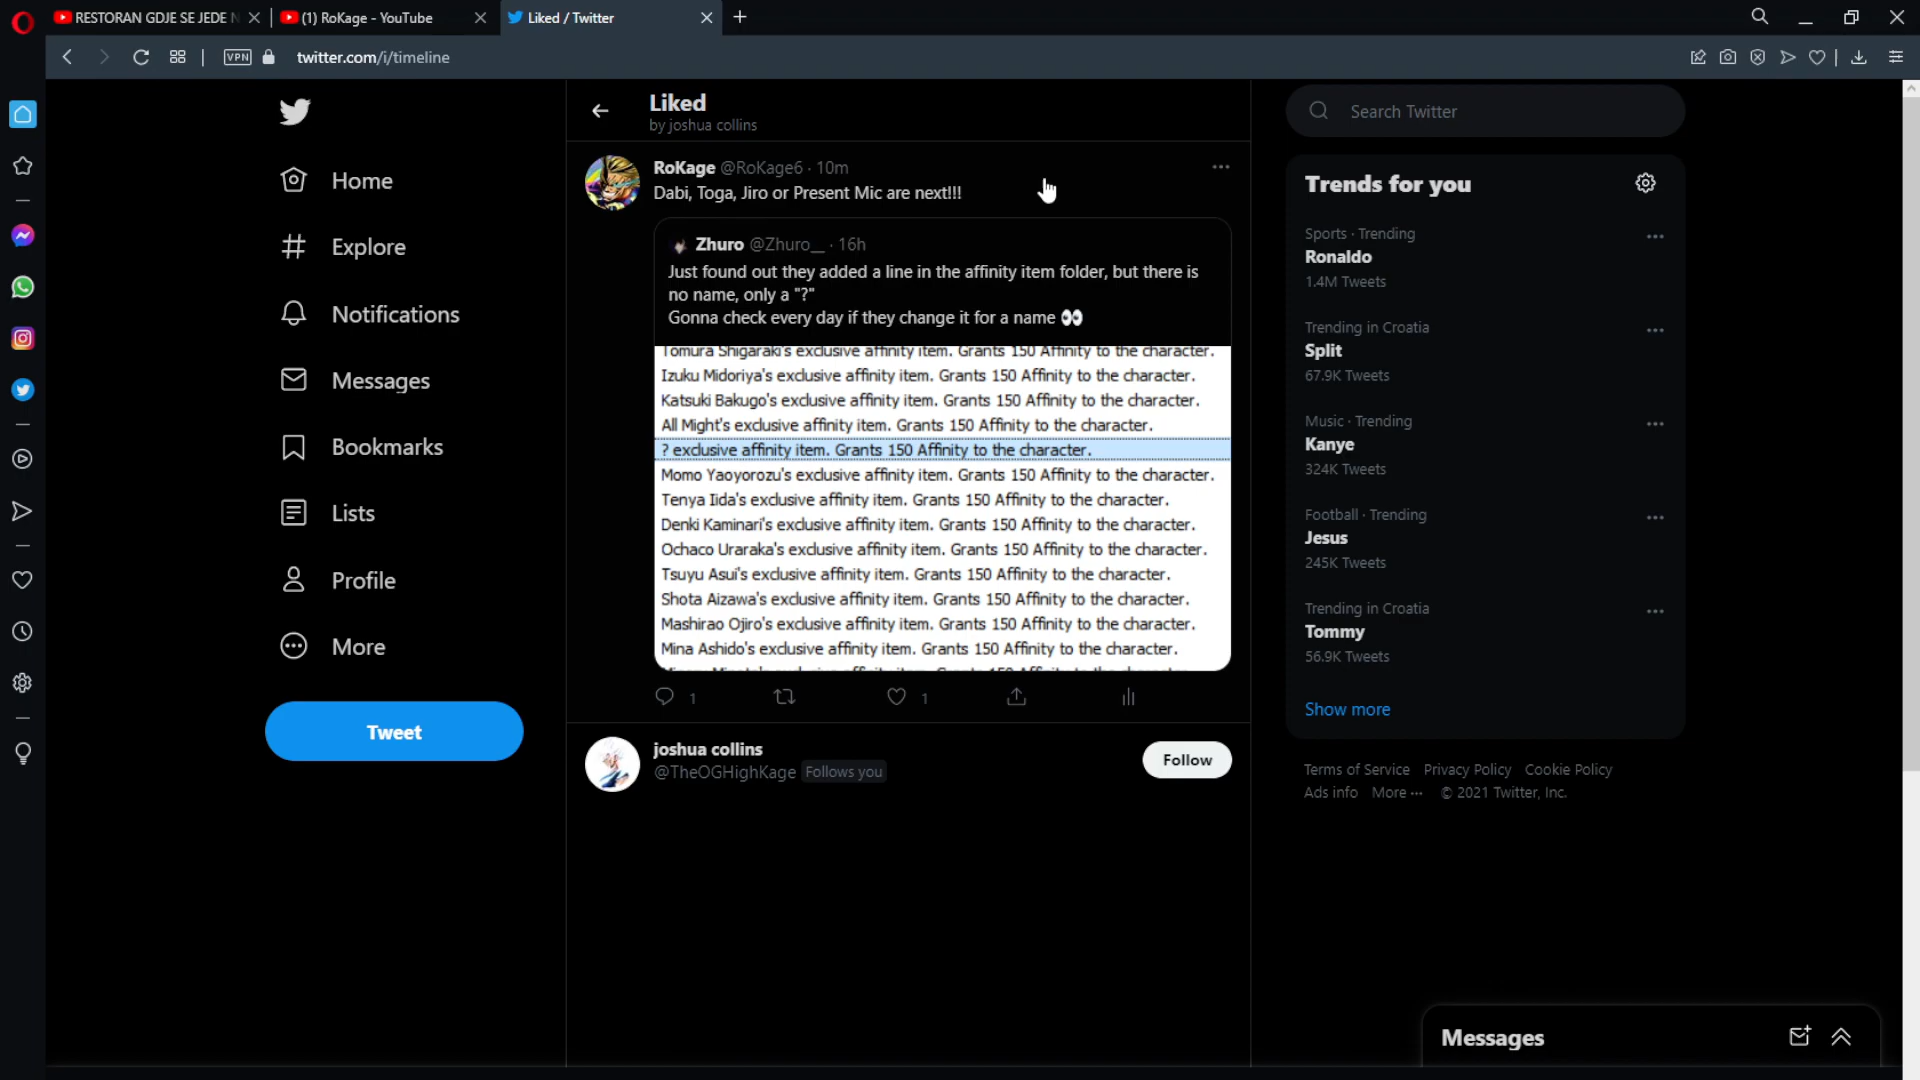 RESTORAN GDJE SE JEDE
(1) RoKage - YouTube
Liked / Twitter
VPN
twitter.com/i/timeline
Home
Explore
Notifications
Messages
Bookmarks
Lists
Profile
More
Tweet
Liked
by joshua collins
RoKage @RoKage6 · 10m
Dabi, Toga, Jiro or Present Mic are next!!!
Zhuro @Zhuro__ · 16h
Just found out they added a line in the affinity item folder, but there is
no name, only a "?"
Gonna check every day if they change it for a name 👀
Tomura Shigaraki's exclusive affinity item. Grants 150 Affinity to the character.
Izuku Midoriya's exclusive affinity item. Grants 150 Affinity to the character.
Katsuki Bakugo's exclusive affinity item. Grants 150 Affinity to the character.
All Might's exclusive affinity item. Grants 150 Affinity to the character.
? exclusive affinity item. Grants 150 Affinity to the character.
Momo Yaoyorozu's exclusive affinity item. Grants 150 Affinity to the character.
Tenya Iida's exclusive affinity item. Grants 150 Affinity to the character.
Denki Kaminari's exclusive affinity item. Grants 150 Affinity to the character.
Ochaco Uraraka's exclusive affinity item. Grants 150 Affinity to the character.
Tsuyu Asui's exclusive affinity item. Grants 150 Affinity to the character.
Shota Aizawa's exclusive affinity item. Grants 150 Affinity to the character.
Mashirao Ojiro's exclusive affinity item. Grants 150 Affinity to the character.
Mina Ashido's exclusive affinity item. Grants 150 Affinity to the character.
1
1
joshua collins
@TheOGHighKage Follows you
Follow
Search Twitter
Trends for you
Sports · Trending
Ronaldo
1.4M Tweets
Trending in Croatia
Split
67.9K Tweets
Music · Trending
Kanye
324K Tweets
Football · Trending
Jesus
245K Tweets
Trending in Croatia
Tommy
56.9K Tweets
Show more
Terms of Service Privacy Policy Cookie Policy
Ads info More ··· © 2021 Twitter, Inc.
Messages